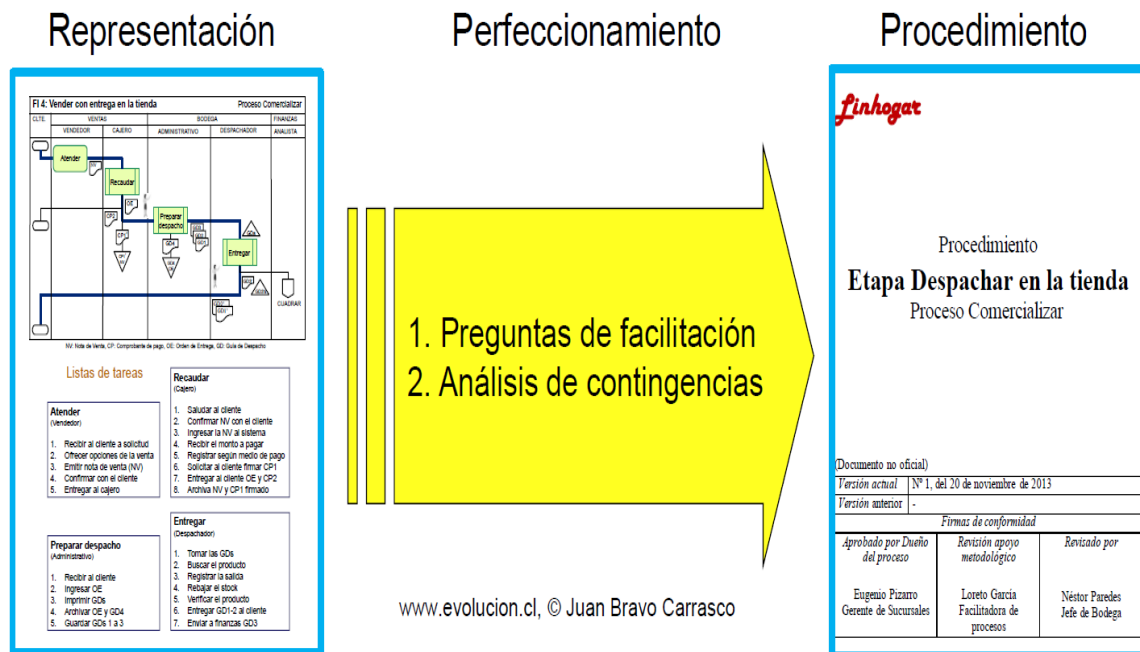 Representación
Perfeccionamiento
Procedimiento
FI 4: Vender con entrega en la tienda
Proceso Comercializar
CLTE.
VENTAS
BODEGA
FINANZAS
VENDEDOR
CAJERO
ADMINISTRATIVO
DESPACHADOR
ANALISTA
Atender
NV
Recaudar
OE
CP2
CP1
Preparar
despacho
GD4
Entregar
CUADRAR
NV: Nota de Venta, CP: Comprobante de pago, OE: Orden de Entrega, GD: Guía de Despacho
Listas de tareas
Atender
(Vendedor)
1. Recibir al cliente a solicitud
2. Ofrecer opciones de la venta
3. Emitir nota de venta (NV)
4. Confirmar con el cliente
5. Entregar al cajero
Recaudar
(Cajero)
1. Saludar al cliente
2. Confirmar NV con el cliente
3. Ingresar la NV al sistema
4. Recibir el monto a pagar
5. Registrar según medio de pago
6. Solicitar al cliente firmar CP1
7. Entregar al cliente OE y CP2
8. Archiva NV y CP1 firmado
Preparar despacho
(Administrativo)
1. Recibir al cliente
2. Ingresar OE
3. Imprimir GDs
4. Archivar OE y GD4
5. Guardar GDs 1 a 3
Entregar
(Despachador)
1. Tomar las GDs
2. Buscar el producto
3. Registrar la salida
4. Rebajar el stock
5. Verificar el producto
6. Entregar GD1-2 al cliente
7. Enviar a finanzas GD3
1. Preguntas de facilitación
2. Análisis de contingencias
www.evolucion.cl, © Juan Bravo Carrasco
Linhogar
Procedimiento
Etapa Despachar en la tienda
Proceso Comercializar
(Documento no oficial)
Versión actual Nº 1, del 20 de noviembre de 2013
Versión anterior -
Firmas de conformidad
Aprobado por Dueño
del proceso
Revisión apoyo
metodológico
Revisado por
Eugenio Pizarro
Gerente de Sucursales
Loreto García
Facilitadora de
procesos
Néstor Paredes
Jefe de Bodega